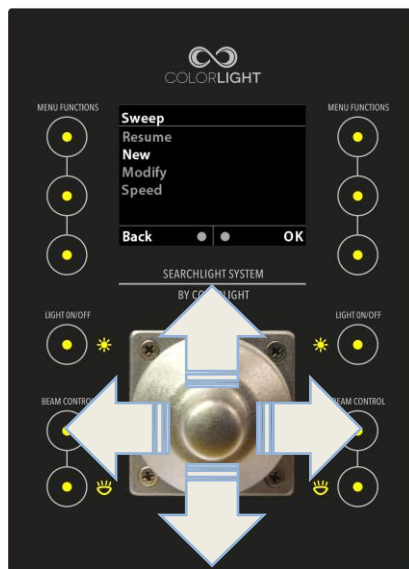 COLORLIGHT
MENU FUNCTIONS
MENU FUNCTIONS
Sweep
Resume
New
Modify
Speed
Back
OK
SEARCHLIGHT SYSTEM
BY COLORLIGHT
LIGHT ON/OFF
LIGHT ON/OFF
BEAM CONTROL
BEAM CONTROL